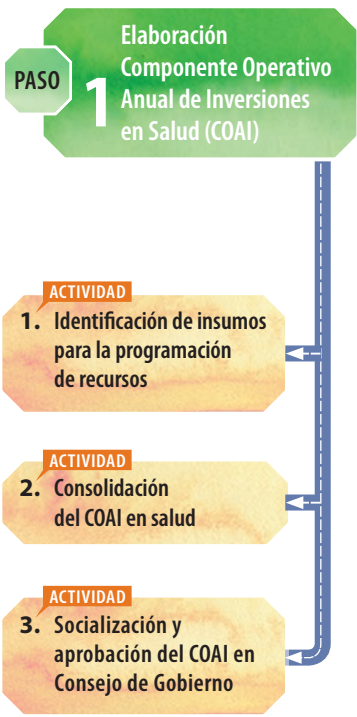 PASO
1
Elaboración
Componente Operativo
Anual de Inversiones
en Salud (COAI)
ACTIVIDAD
1. Identificación de insumos
para la programación
de recursos
ACTIVIDAD
2. Consolidación
del COAI en salud
ACTIVIDAD
3. Socialización y
aprobación del COAI en
Consejo de Gobierno